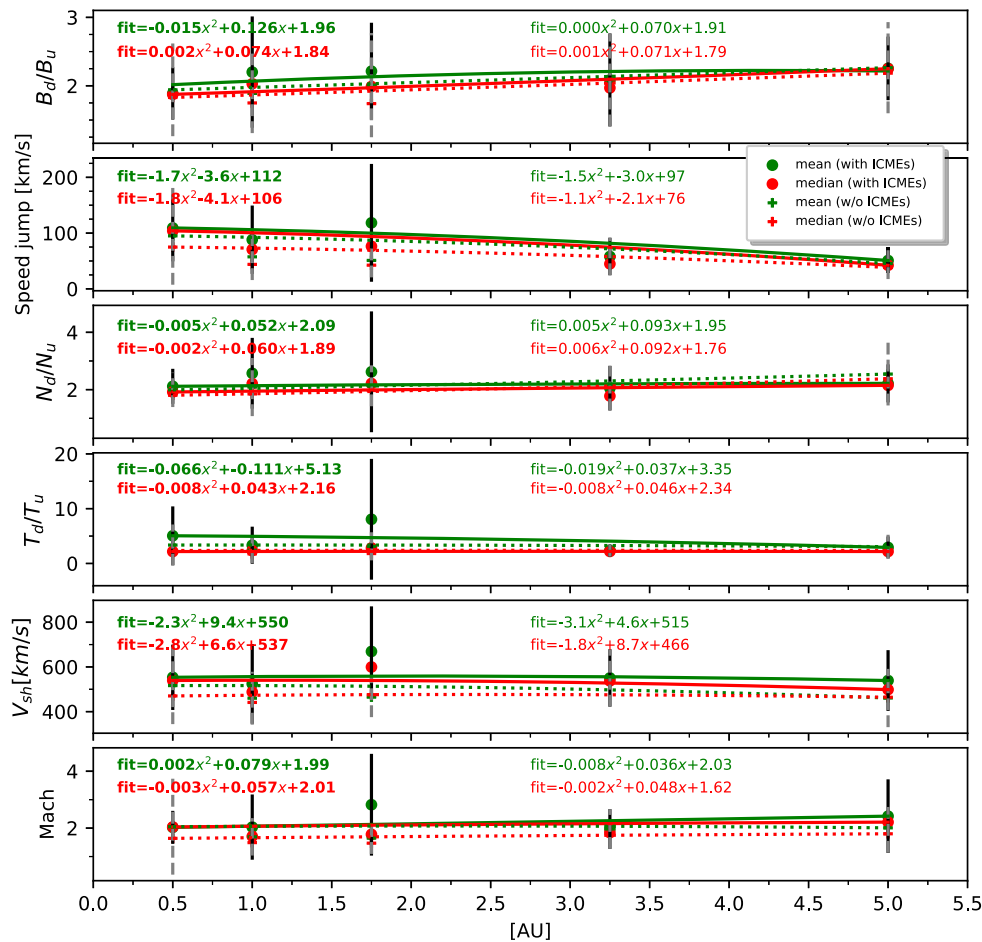 fit=-0.015x²+0.126x+1.96 fit=0.000x²+0.070x+1.91
fit=0.002x²+0.074x+1.84 fit=0.001x²+0.071x+1.79
B_d/B_u
3
2
fit=-1.7x²-3.6x+112 fit=-1.5x²+-3.0x+97
fit=-1.8x²-4.1x+106 fit=-1.1x²+-2.1x+76
Speed jump [km/s]
200
100
0
mean (with ICMEs)
median (with ICMEs)
mean (w/o ICMEs)
median (w/o ICMEs)
fit=-0.005x²+0.052x+2.09 fit=0.005x²+0.093x+1.95
fit=-0.002x²+0.060x+1.89 fit=0.006x²+0.092x+1.76
N_d/N_u
4
2
fit=-0.066x²+-0.111x+5.13 fit=-0.019x²+0.037x+3.35
fit=-0.008x²+0.043x+2.16 fit=-0.008x²+0.046x+2.34
T_d/T_u
20
10
0
fit=-2.3x²+9.4x+550 fit=-3.1x²+4.6x+515
fit=-2.8x²+6.6x+537 fit=-1.8x²+8.7x+466
V_sh[km/s]
800
600
400
fit=0.002x²+0.079x+1.99 fit=-0.008x²+0.036x+2.03
fit=-0.003x²+0.057x+2.01 fit=-0.002x²+0.048x+1.62
Mach
4
2
0.0 0.5 1.0 1.5 2.0 2.5 3.0 3.5 4.0 4.5 5.0 5.5
[AU]